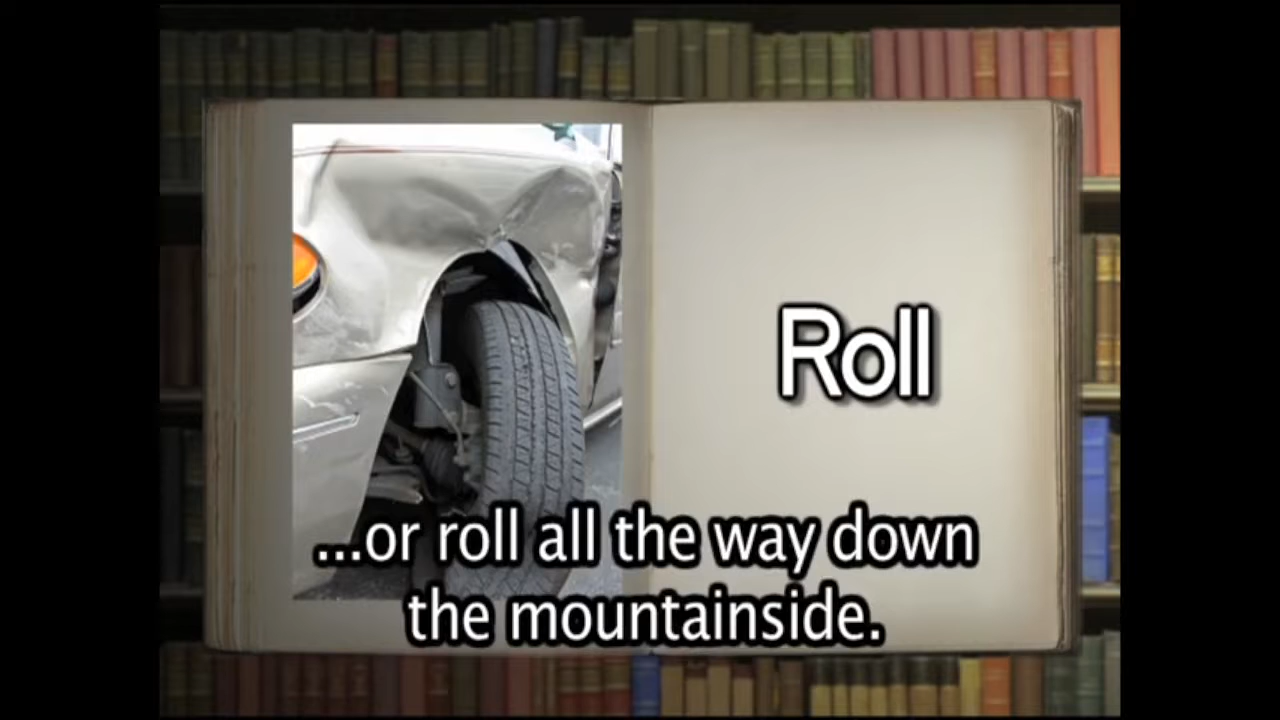 Roll
...or roll all the way down
the mountainside.